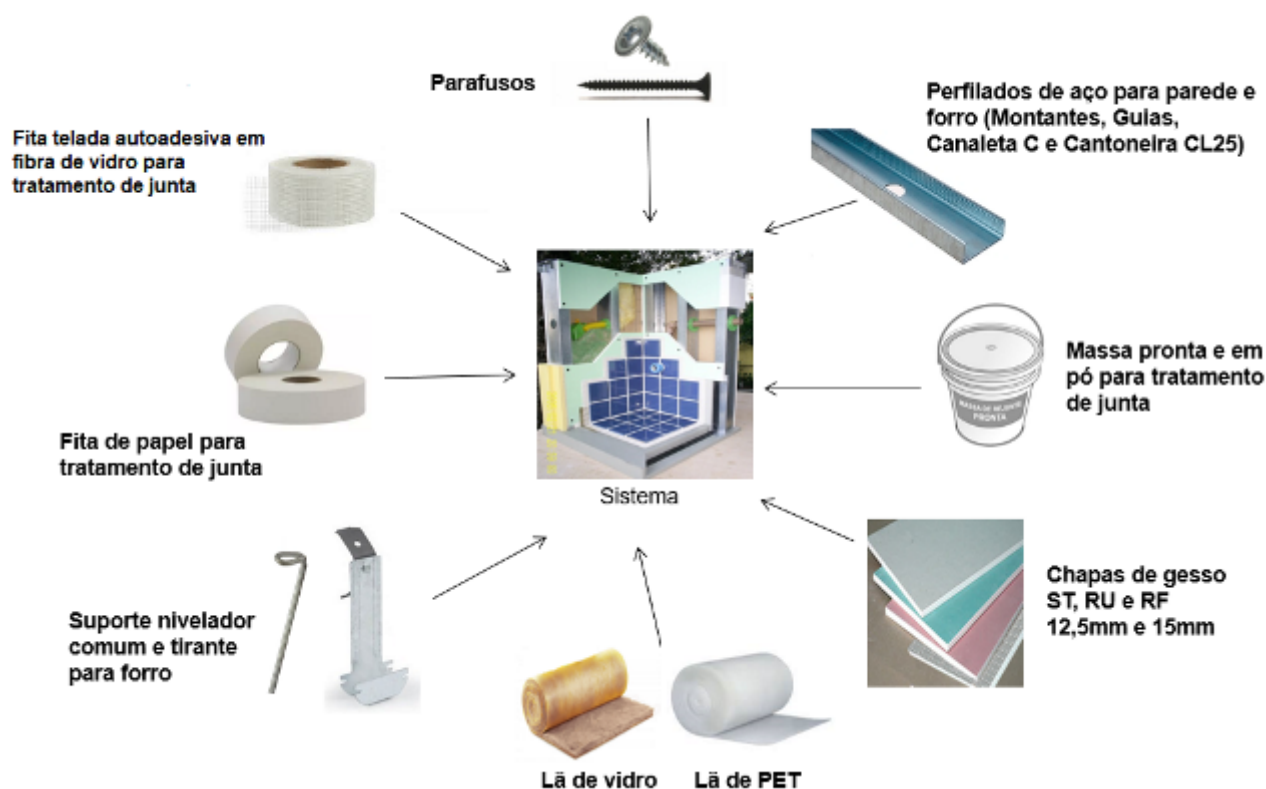 Parafusos
Perfilados de aço para parede e
forro (Montantes, Guias,
Canaleta C e Cantoneira CL25)
Fita telada autoadesiva em
fibra de vidro para
tratamento de junta
Massa pronta e em
pó para tratamento
de junta
PRONTA
Fita de papel para
tratamento de junta
Sistema
Chapas de gesso
ST, RU e RF
12,5mm e 15mm
Suporte nivelador
comum e tirante
para forro
Lã de vidro
Lã de PET